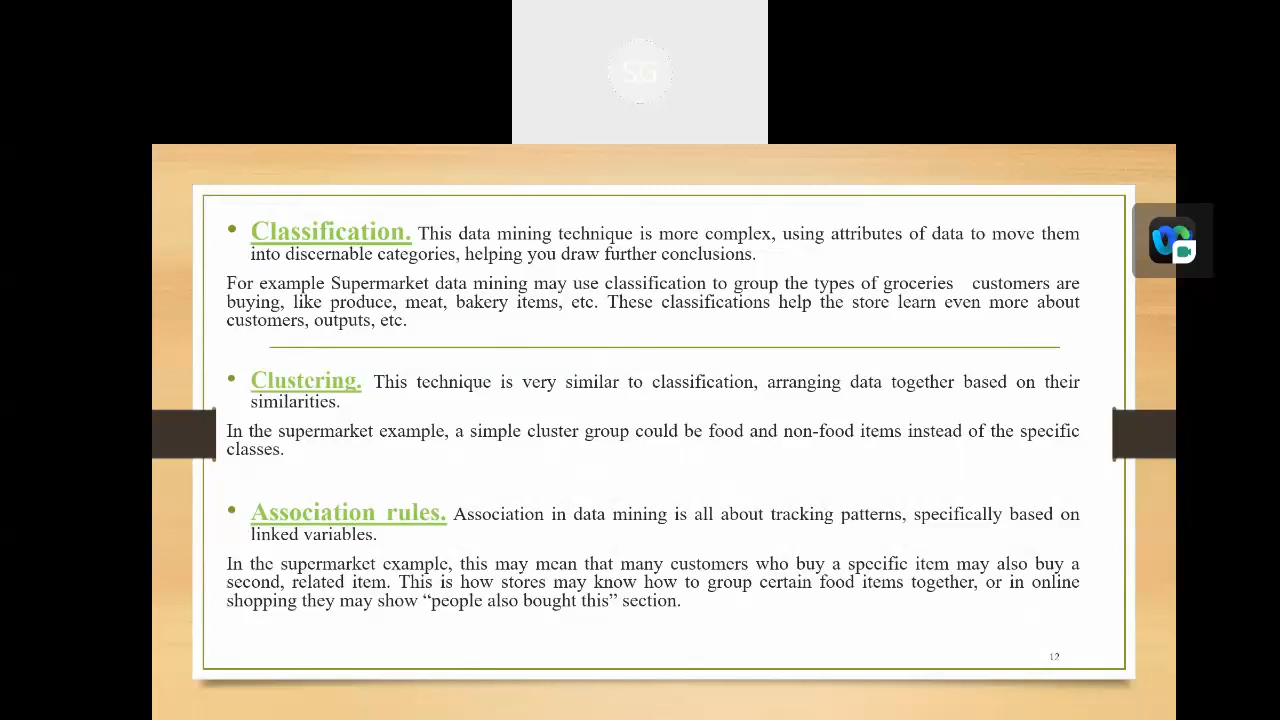 SG
• Classification. This data mining technique is more complex, using attributes of data to move them
into discernable categories, helping you draw further conclusions.
For example Supermarket data mining may use classification to group the types of groceries customers are
buying, like produce, meat, bakery items, etc. These classifications help the store learn even more about
customers, outputs, etc.
• Clustering. This technique is very similar to classification, arranging data together based on their
similarities.
In the supermarket example, a simple cluster group could be food and non-food items instead of the specific
classes.
• Association rules. Association in data mining is all about tracking patterns, specifically based on
linked variables.
In the supermarket example, this may mean that many customers who buy a specific item may also buy a
second, related item. This is how stores may know how to group certain food items together, or in online
shopping they may show “people also bought this” section.
12